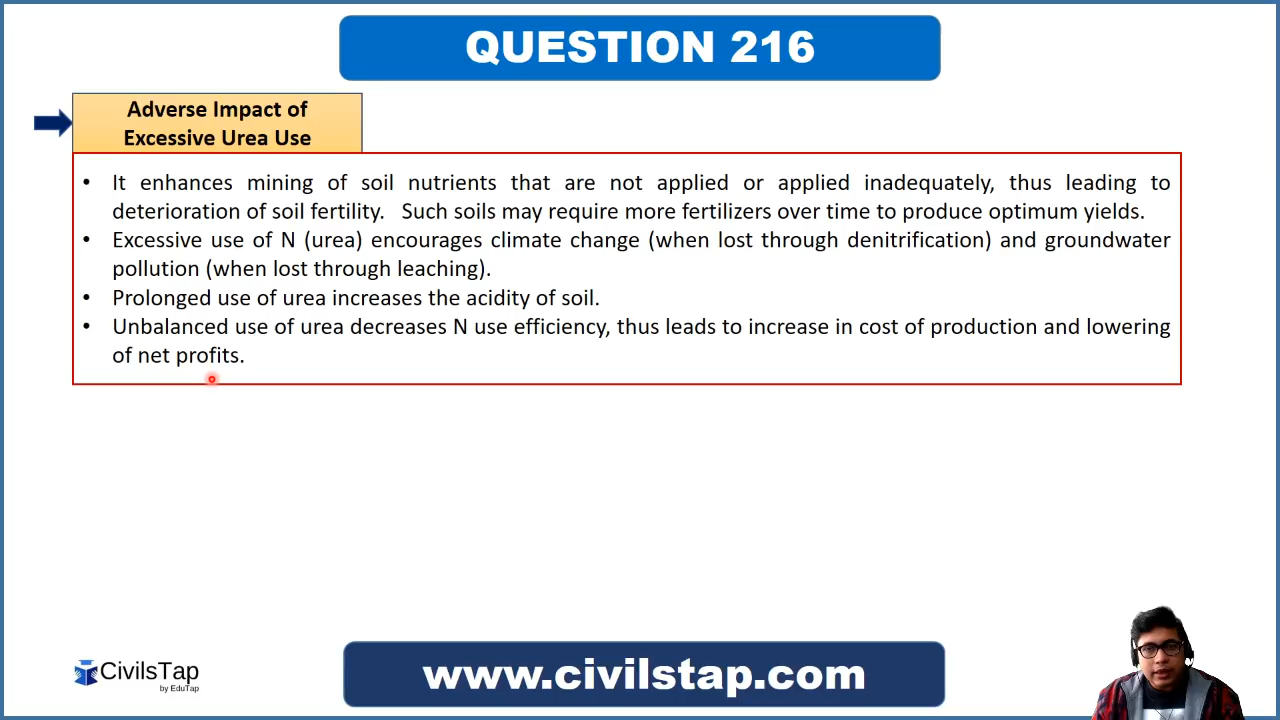 QUESTION 216
Adverse Impact of
Excessive Urea Use
• It enhances mining of soil nutrients that are not applied or applied inadequately, thus leading to
deterioration of soil fertility. Such soils may require more fertilizers over time to produce optimum yields.
• Excessive use of N (urea) encourages climate change (when lost through denitrification) and groundwater
pollution (when lost through leaching).
• Prolonged use of urea increases the acidity of soil.
• Unbalanced use of urea decreases N use efficiency, thus leads to increase in cost of production and lowering
of net profits.
CivilsTap
by EduTap
www.civilstap.com